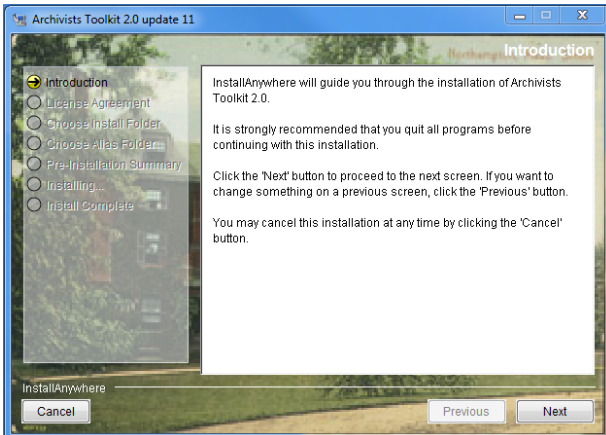 Archivists Toolkit 2.0 update 11
Introduction
Introduction
License Agreement
Choose Install Folder
Choose Alias Folder...
Pre-Installation Summary
Installing...
Install Complete
InstallAnywhere will guide you through the installation of Archivists
Toolkit 2.0.
It is strongly recommended that you quit all programs before
continuing with this installation.
Click the 'Next' button to proceed to the next screen. If you want to
change something on a previous screen, click the 'Previous' button.
You may cancel this installation at any time by clicking the 'Cancel'
button.
InstallAnywhere
Cancel
Previous
Next